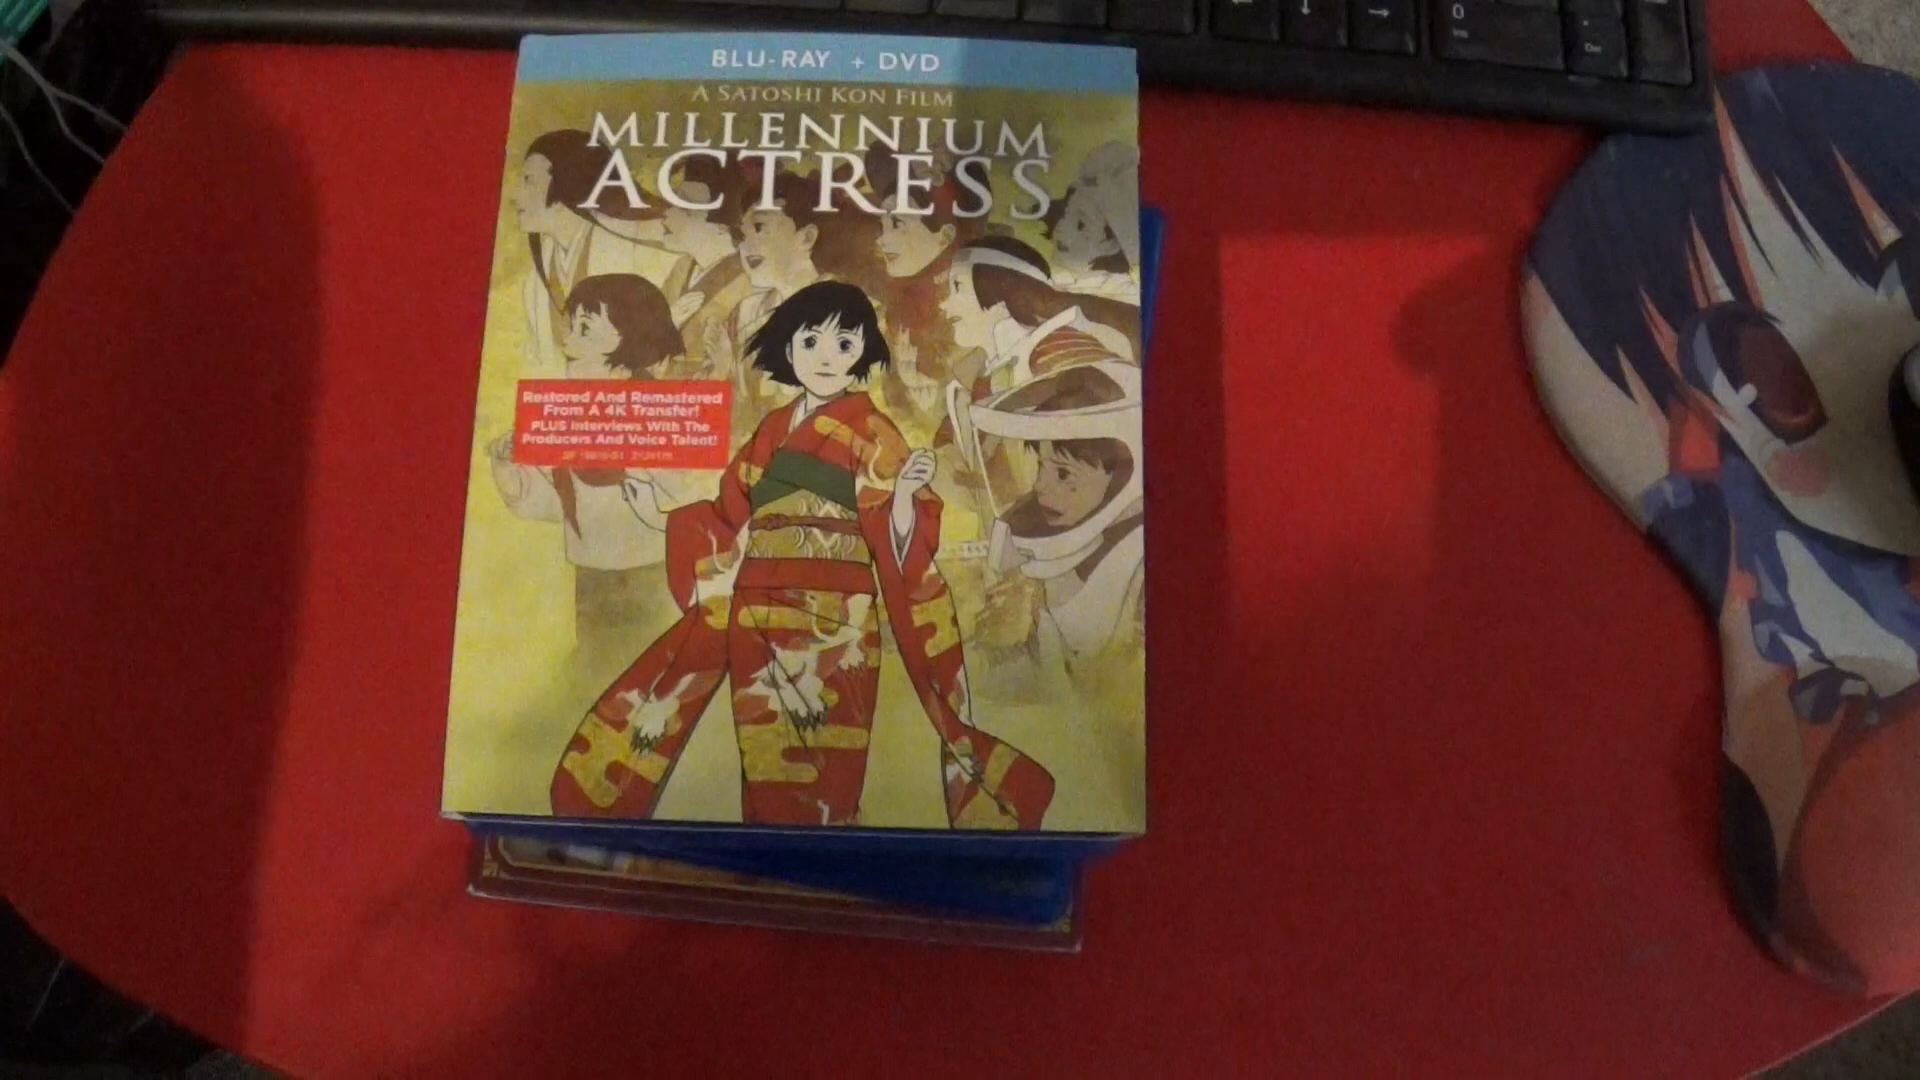 BLU-RAY + DVD
A SATOSHI KON FILM
MILLENNIUM
ACTRESS
Restored And Remastered
From A 4K Transfer!
PLUS Interviews With The
Producers And Voice Talent!
0